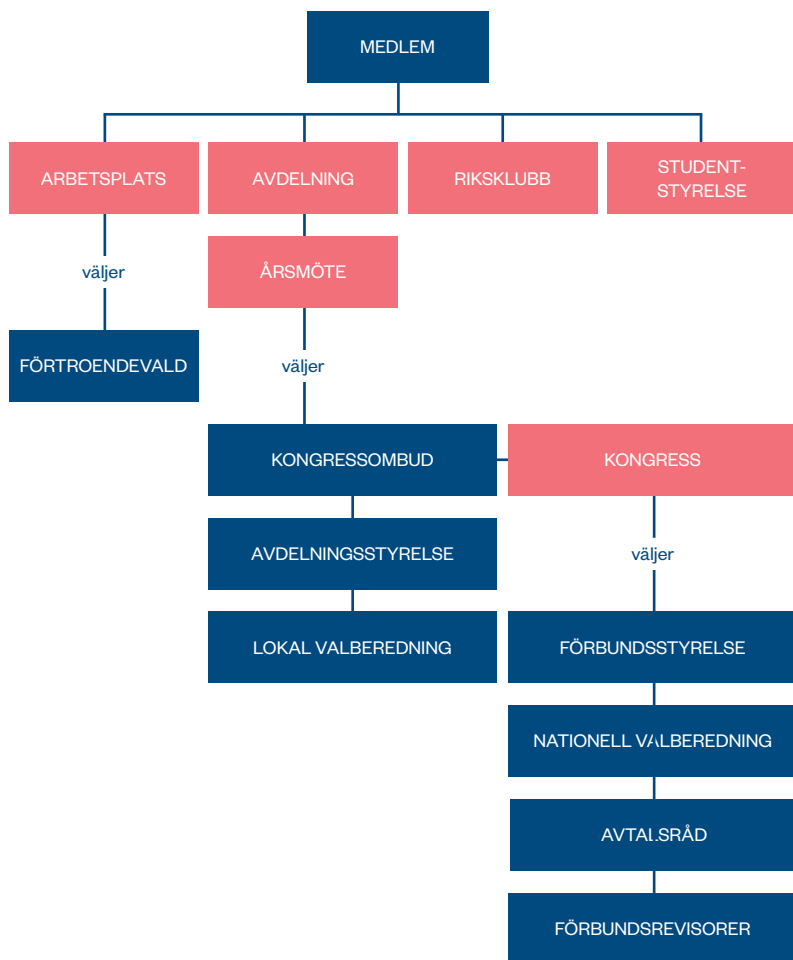 MEDLEM
ARBETSPLATS
AVDELNING
RIKSKLUBB
STUDENT-
STYRELSE
väljer
ÅRSMÖTE
FÖRTROENDEVALD
väljer
KONGRESSOMBUD
KONGRESS
AVDELNINGSSTYRELSE
väljer
LOKAL VALBEREDNING
FÖRBUNDSSTYRELSE
NATIONELL VALBEREDNING
AVTALSRÅD
FÖRBUNDSREVISORER